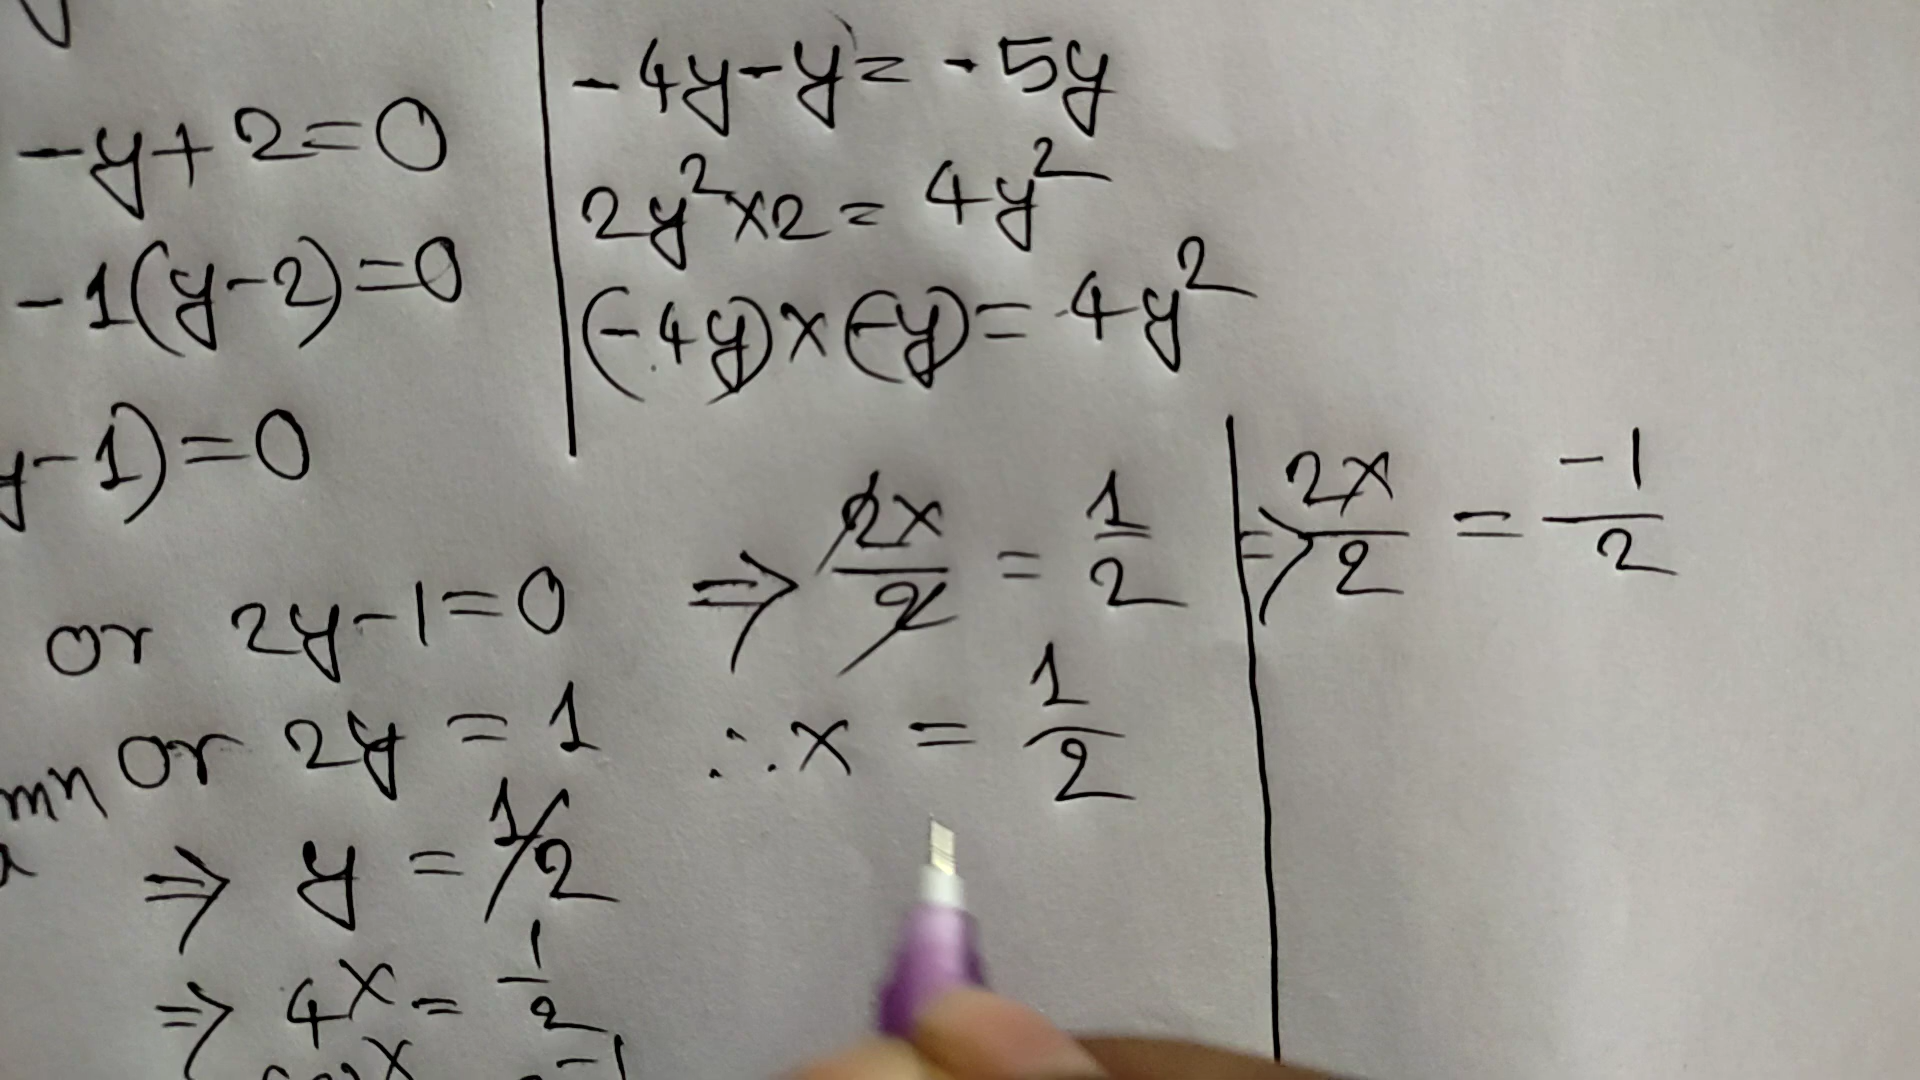 -y+2=0
-1(y-2)=0
y-1)=0
or 2y-1=0
mn or 2y = 1
⇒ y = 1/2
⇒ 4^x = 1/2
-4y-y = -5y
2y²×2 = 4y²
(-4y)×(-y) = 4y²
⇒ 2x/2 = 1/2
∴ x = 1/2
⇒ 2x/2 = -1/2